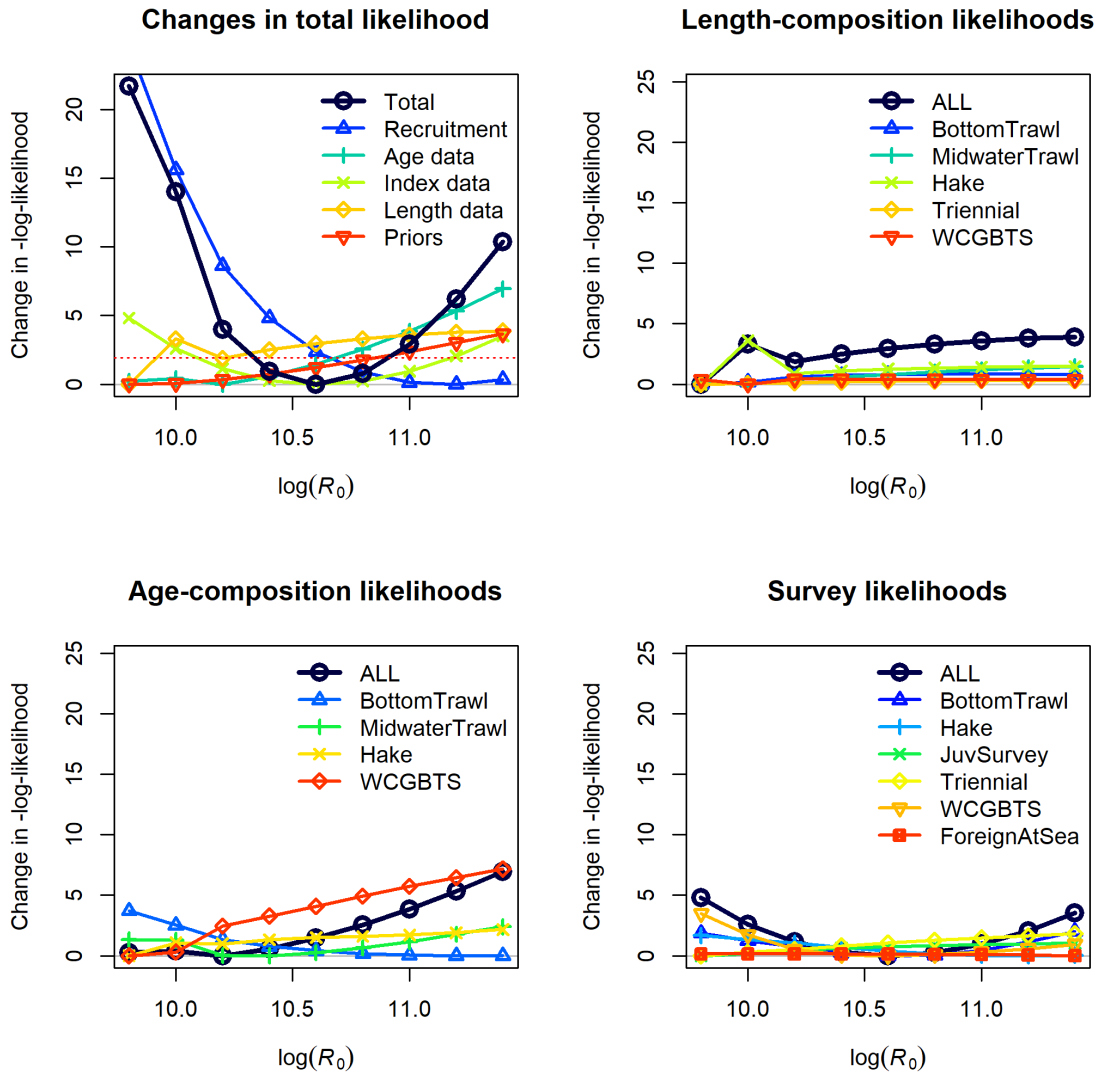 Changes in total likelihood
Change in -log-likelihood
20
15
10
5
0
Total
Recruitment
Age data
Index data
Length data
Priors
10.0 10.5 11.0
log(R0)
Length-composition likelihoods
Change in -log-likelihood
25
20
15
10
5
0
ALL
BottomTrawl
MidwaterTrawl
Hake
Triennial
WCGBTS
10.0 10.5 11.0
log(R0)
Age-composition likelihoods
Change in -log-likelihood
25
20
15
10
5
0
ALL
BottomTrawl
MidwaterTrawl
Hake
WCGBTS
10.0 10.5 11.0
log(R0)
Survey likelihoods
Change in -log-likelihood
25
20
15
10
5
0
ALL
BottomTrawl
Hake
JuvSurvey
Triennial
WCGBTS
ForeignAtSea
10.0 10.5 11.0
log(R0)